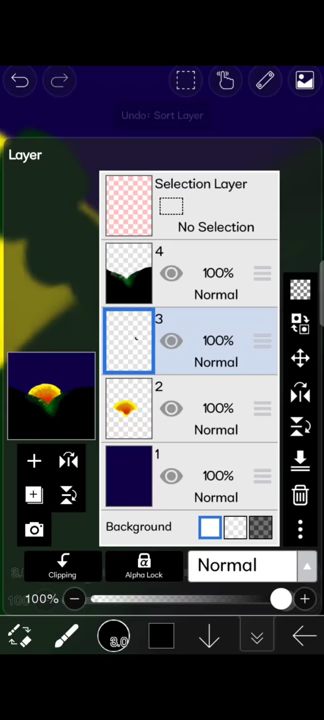 Undo: Sort Layer
Layer
Selection Layer
No Selection
4
100%
Normal
3
100%
Normal
2
100%
Normal
1
100%
Normal
Background
Clipping
Alpha Lock
Normal
100%
3.0